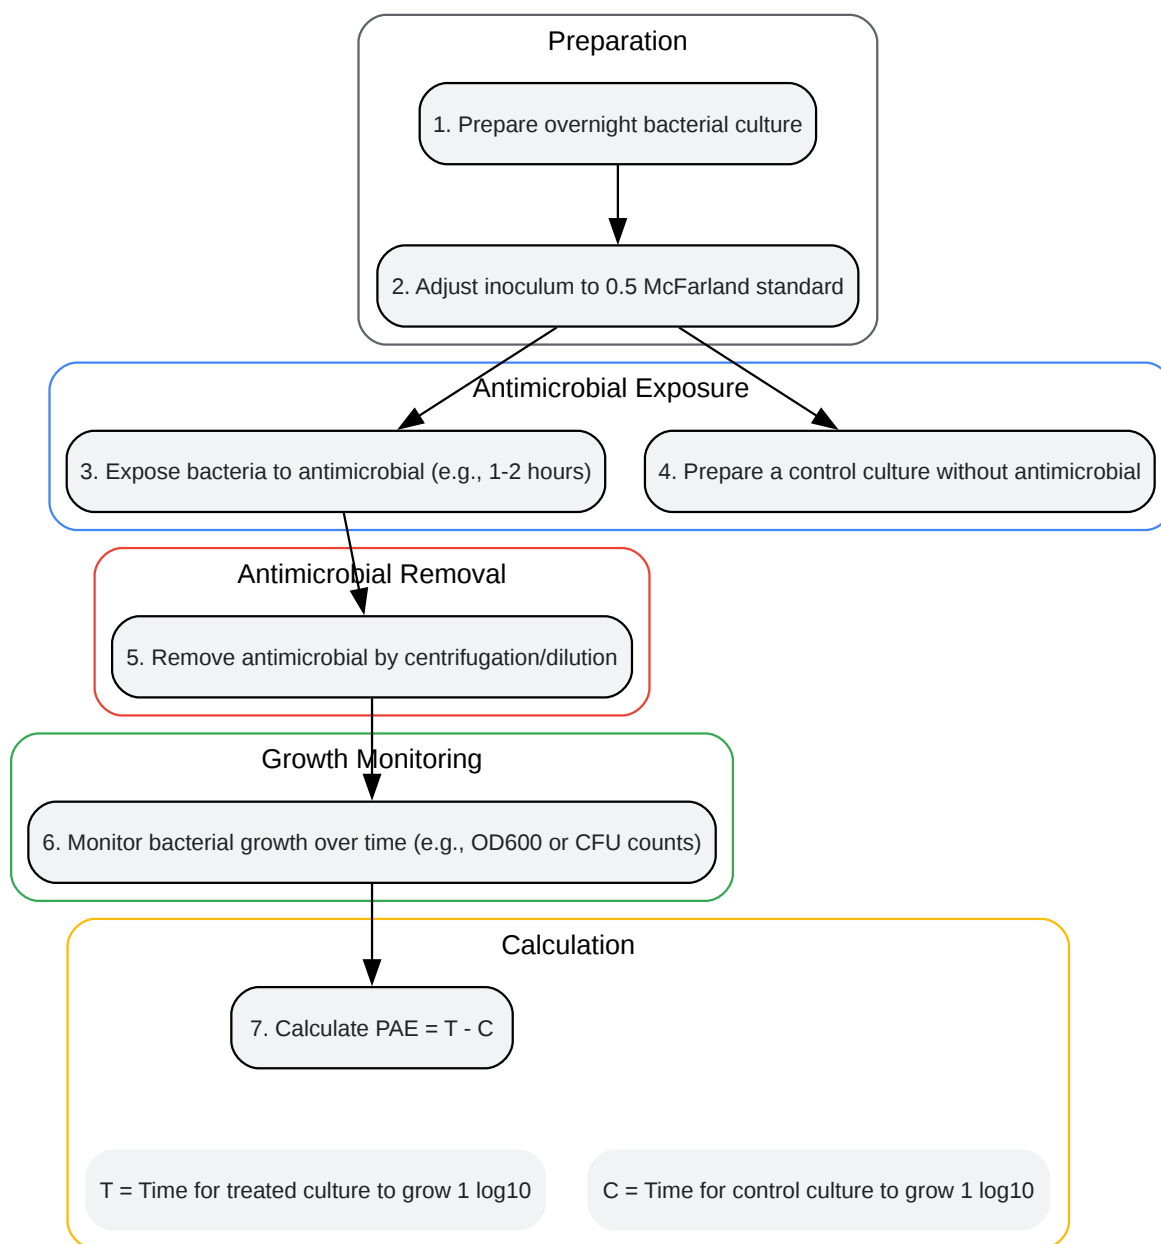 Preparation
1. Prepare overnight bacterial culture
2. Adjust inoculum to 0.5 McFarland standard
Antimicrobial Exposure
3. Expose bacteria to antimicrobial (e.g., 1-2 hours)
4. Prepare a control culture without antimicrobial
Antimicrobial Removal
5. Remove antimicrobial by centrifugation/dilution
Growth Monitoring
6. Monitor bacterial growth over time (e.g., OD600 or CFU counts)
Calculation
7. Calculate PAE = T - C
T = Time for treated culture to grow 1 log10
C = Time for control culture to grow 1 log10